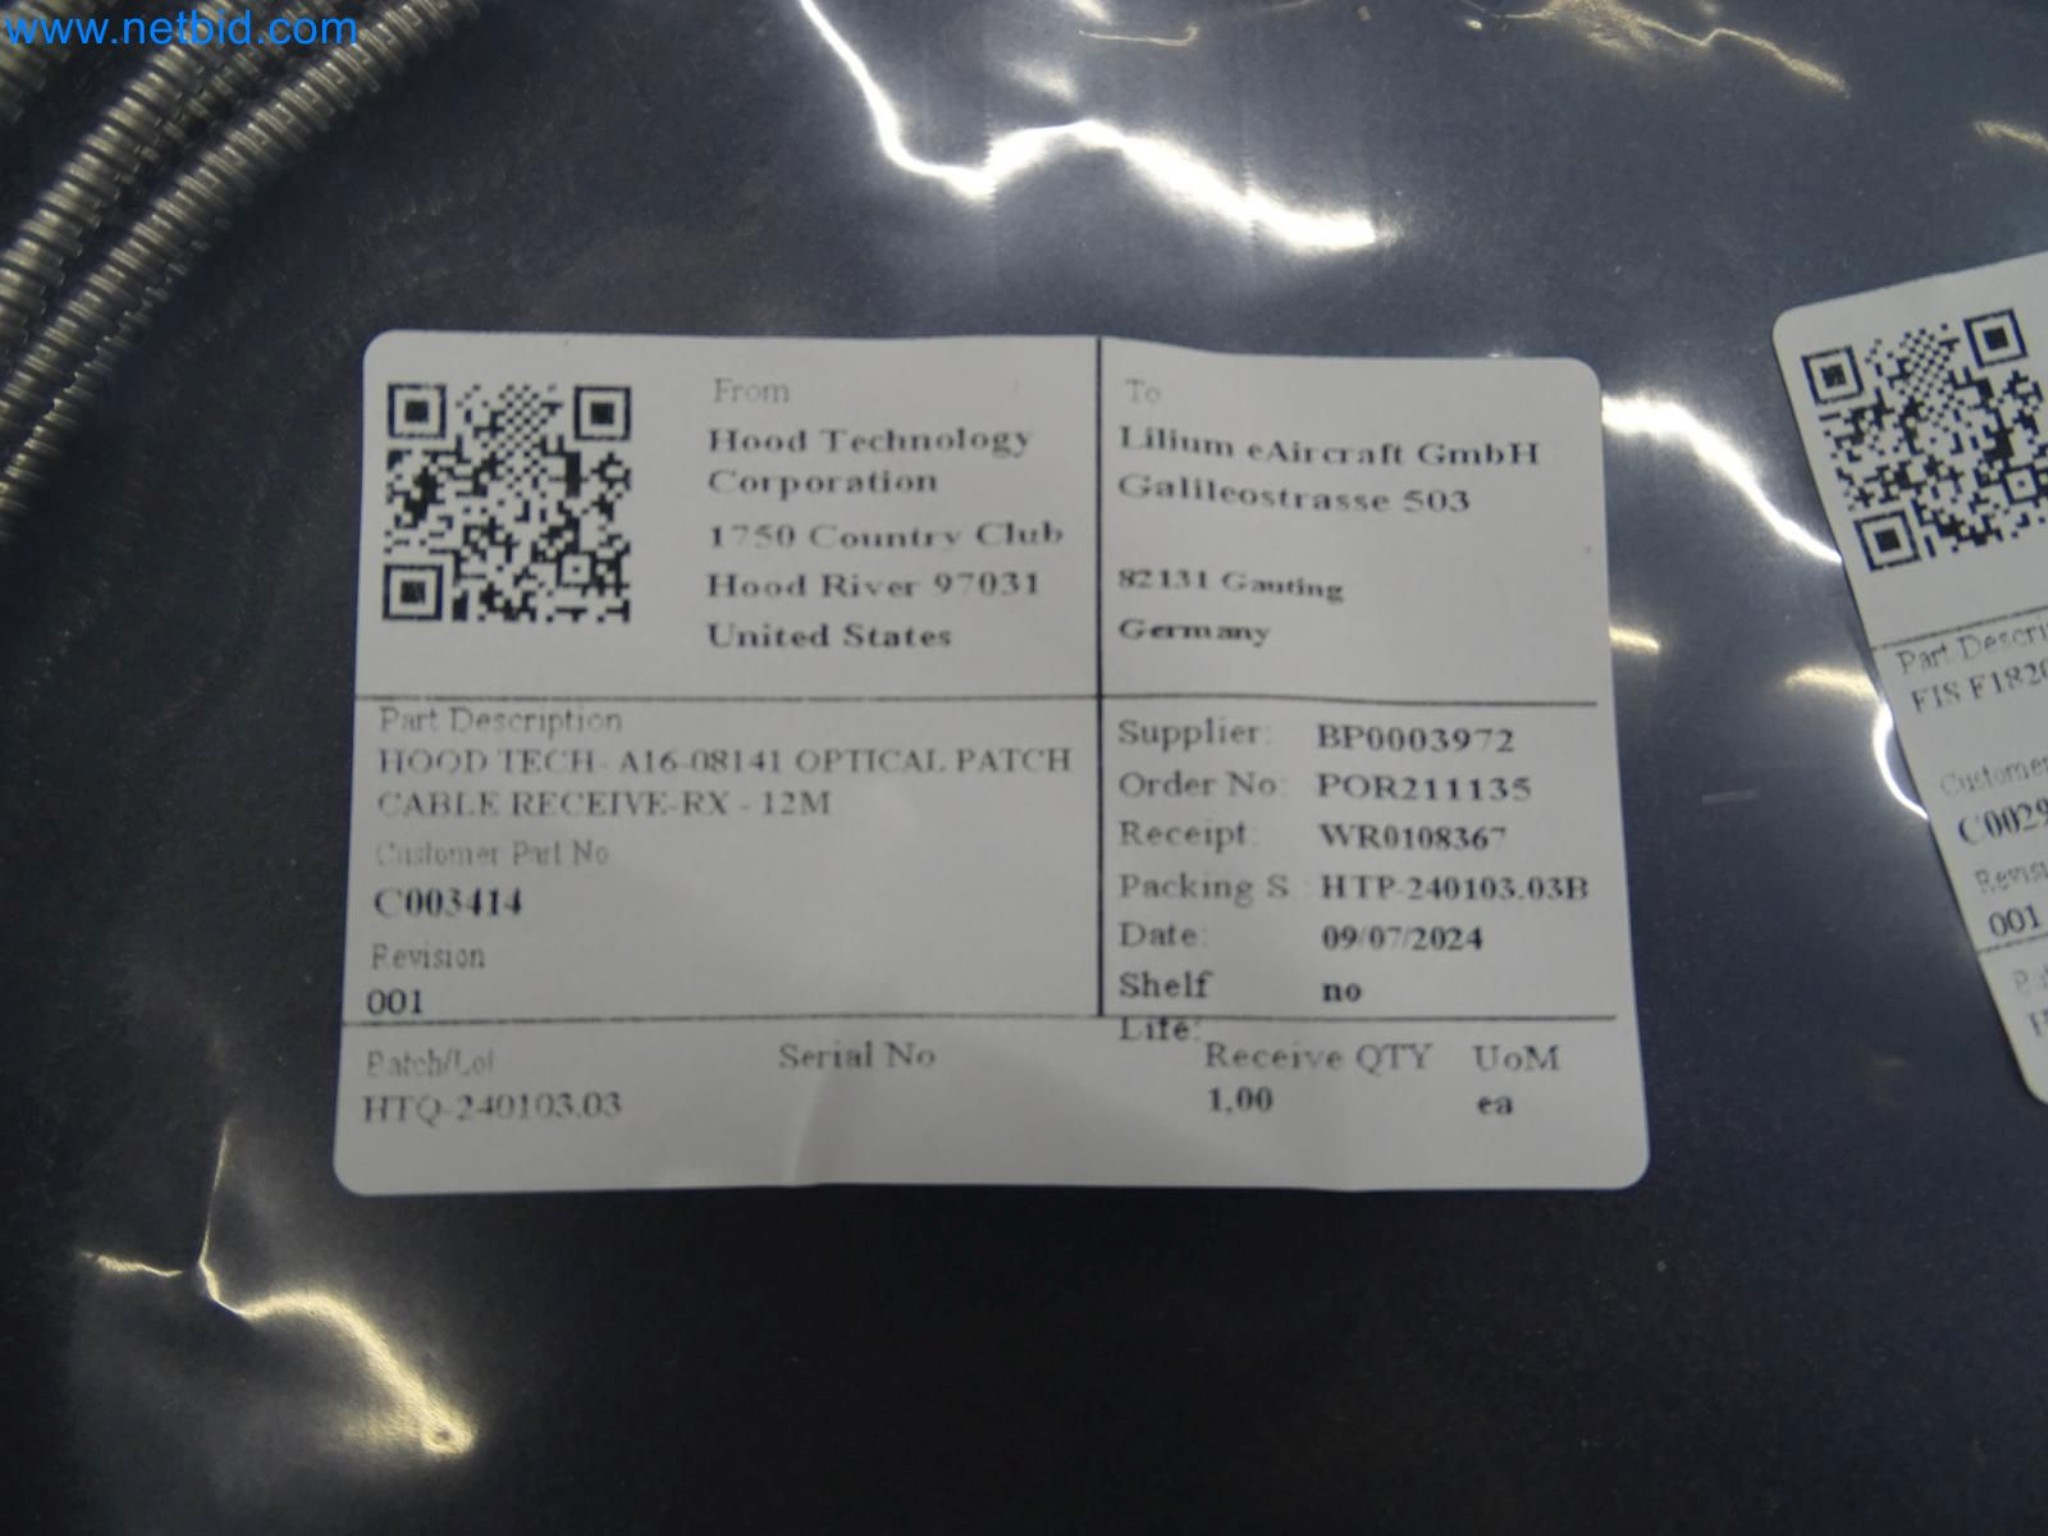 www.netbid.com
From
Hood Technology
Corporation
1750 Country Club
Hood River 97031
United States
To
Lilium eAircraft GmbH
Galileostrasse 503
82131 Gauting
Germany
Part Description
HOOD TECH- A16-08141 OPTICAL PATCH
CABLE RECEIVE-RX - 12M
Customer Part No
C003414
Revision
001
Supplier: BP0003972
Order No: POR211135
Receipt: WR0108367
Packing S HTP-240103.03B
Date: 09/07/2024
Shelf no
Life:
Batch/Lot
HTQ-240103.03
Serial No
Receive QTY UoM
1,00 ea
Part
FIS
001